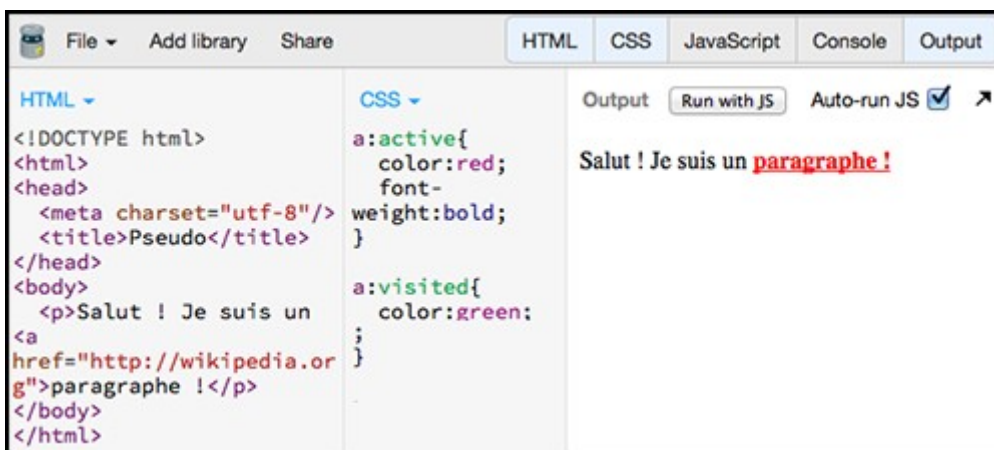 File Add library Share HTML CSS JavaScript Console Output
HTML
<!DOCTYPE html>
<html>
<head>
<meta charset="utf-8"/>
<title>Pseudo</title>
</head>
<body>
<p>Salut ! Je suis un
<a
href="http://wikipedia.or
g">paragraphe !</p>
</body>
</html>
CSS
a:active{
color:red;
font-
weight:bold;
}
a:visited{
color:green;
;
}
Output Run with JS Auto-run JS
Salut ! Je suis un paragraphe !